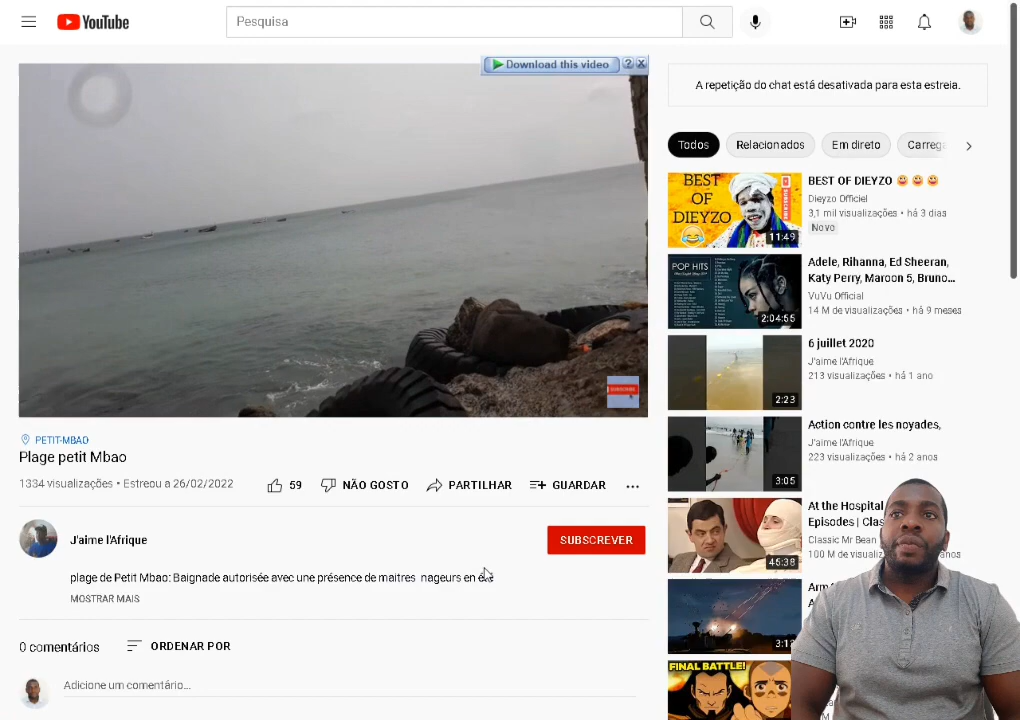 YouTube
Pesquisa
Download this video ? X
A repetição do chat está desativada para esta estreia.
Todos
Relacionados
Em direto
BEST OF DIEYZO
11:49
BEST OF DIEYZO 😃 😃 😃
Dieyzo Officiel
3,1 mil visualizações • há 3 dias
Novo
POP HITS
2:04:55
Adele, Rihanna, Ed Sheeran,
Katy Perry, Maroon 5, Bruno...
VuVu Official
14 M de visualizações • há 9 meses
2:23
6 juillet 2020
J'aime l'Afrique
213 visualizações • há 1 ano
3:05
Action contre les noyades,
J'aime l'Afrique
223 visualizações • há 2 anos
45:38
At the Hospital
Episodes |
Classic Mr Bean
100 M de anos
FINAL BATTLE!
PETIT-MBAO
Plage petit Mbao
1334 visualizações • Estreou a 26/02/2022
59
NÃO GOSTO
PARTILHAR
GUARDAR
J'aime l'Afrique
SUBSCREVER
plage de Petit Mbao: Baignade autorisée avec une présence de maitres nageurs en
MOSTRAR MAIS
0 comentários
ORDENAR POR
Adicione um comentário...